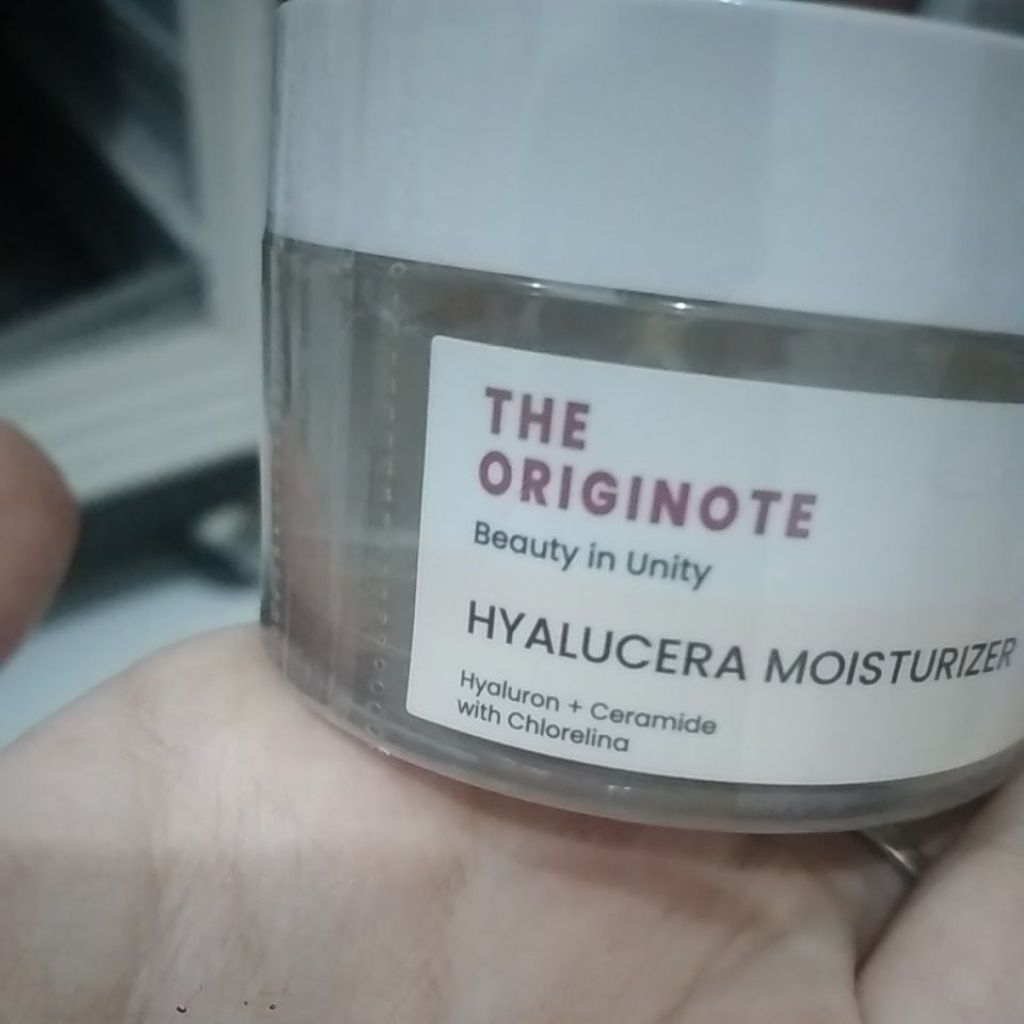 THE
ORIGINOTE
Beauty in Unity
HYALUCERA MOISTURIZER
Hyaluron + Ceramide
with Chlorelina